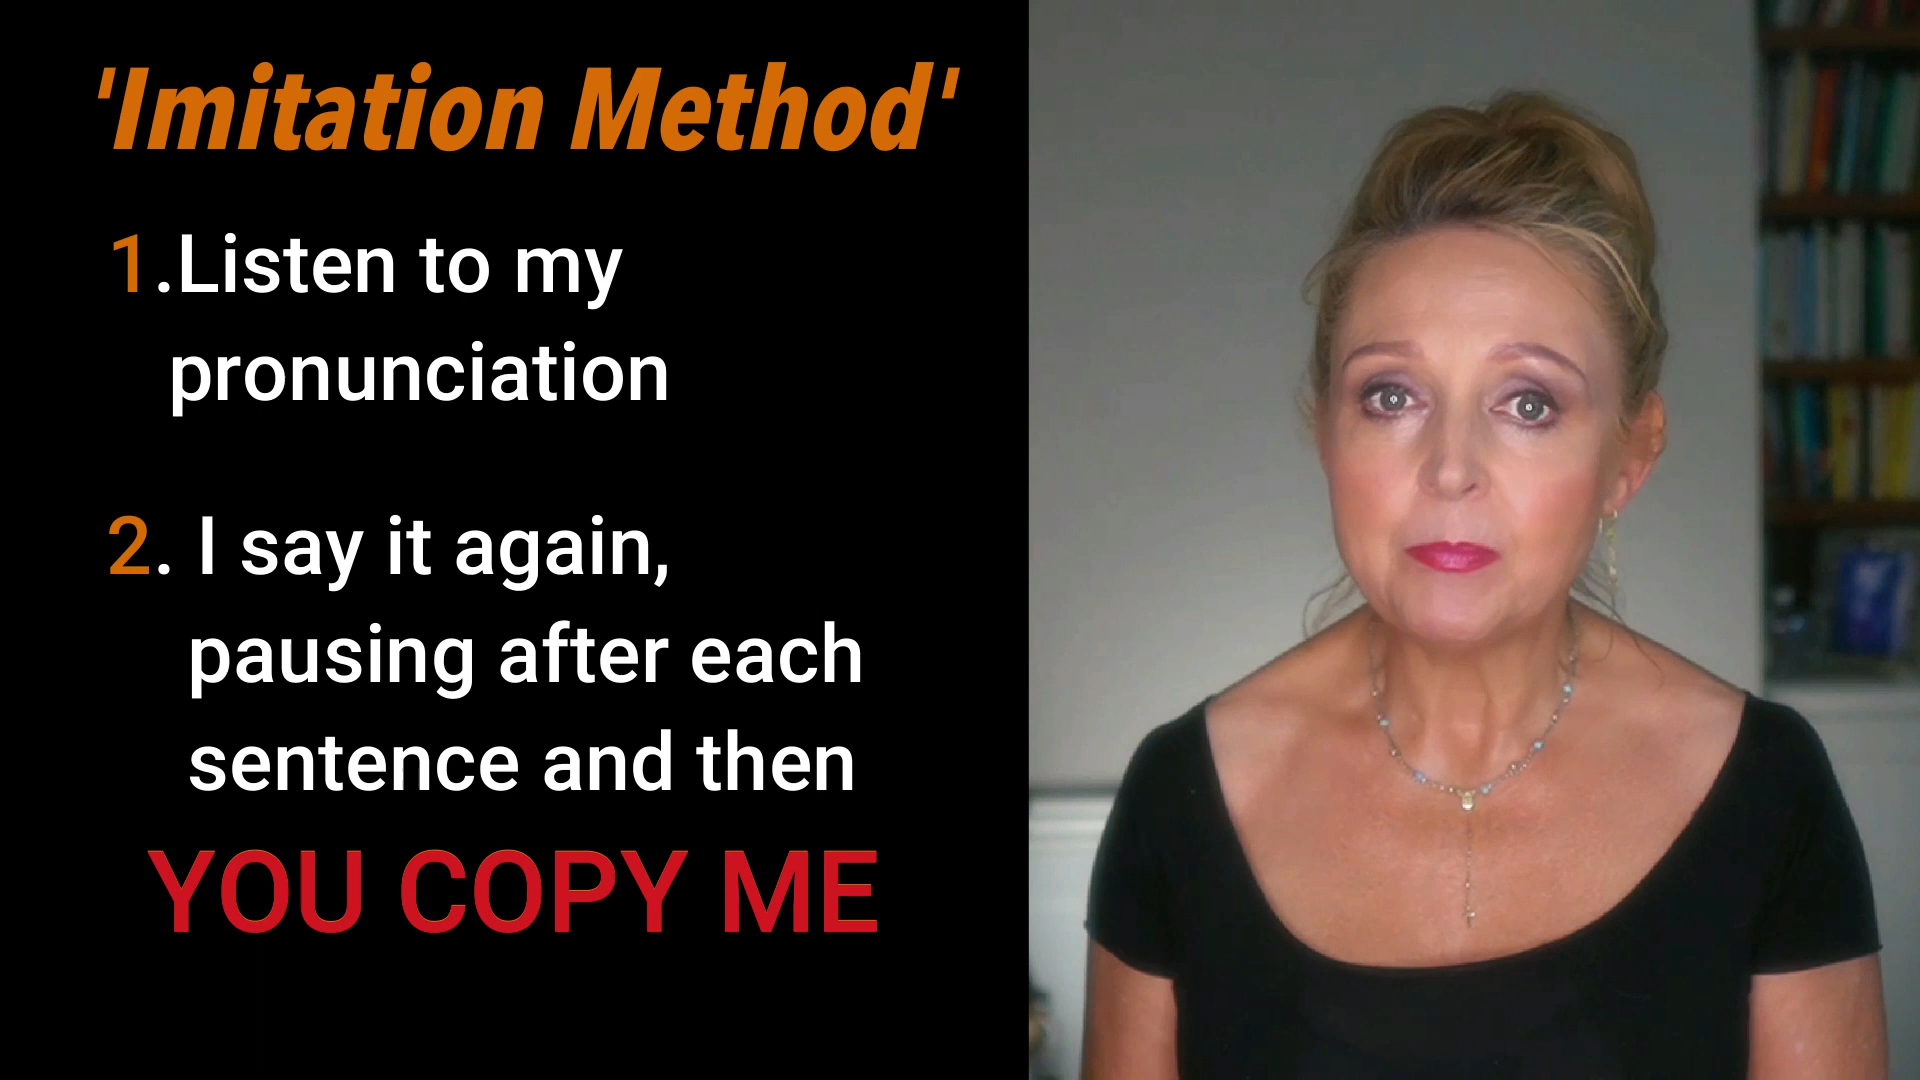 'Imitation Method'
1.Listen to my
pronunciation
2. I say it again,
pausing after each
sentence and then
YOU COPY ME